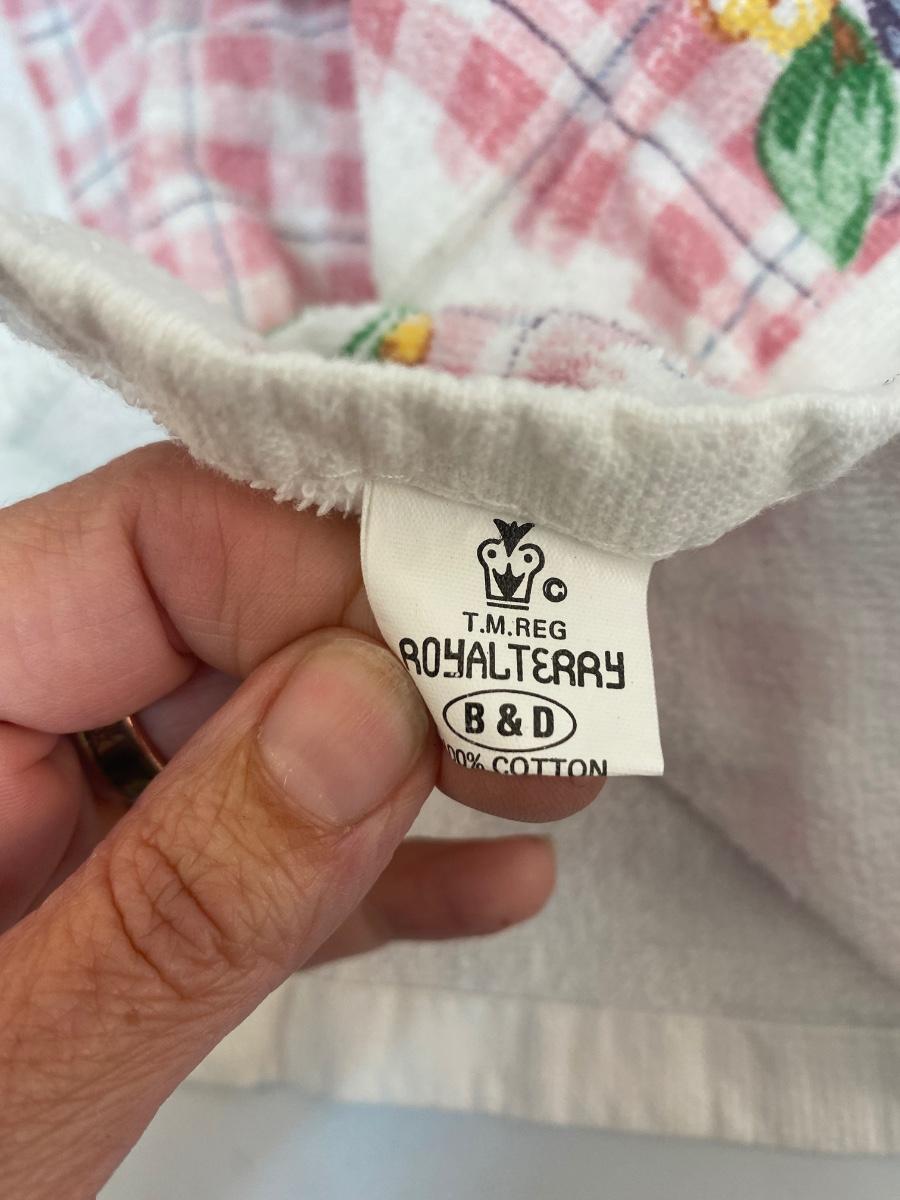 ©
T.M.REG
ROYALTERRY
B & D
00% COTTON